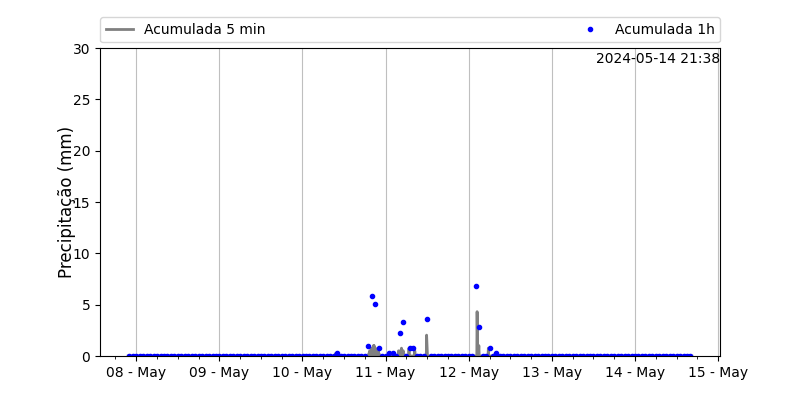 Acumulada 5 min
Acumulada 1h
2024-05-14 21:38
Precipitação (mm)
30
25
20
15
10
5
0
08 - May 09 - May 10 - May 11 - May 12 - May 13 - May 14 - May 15 - May